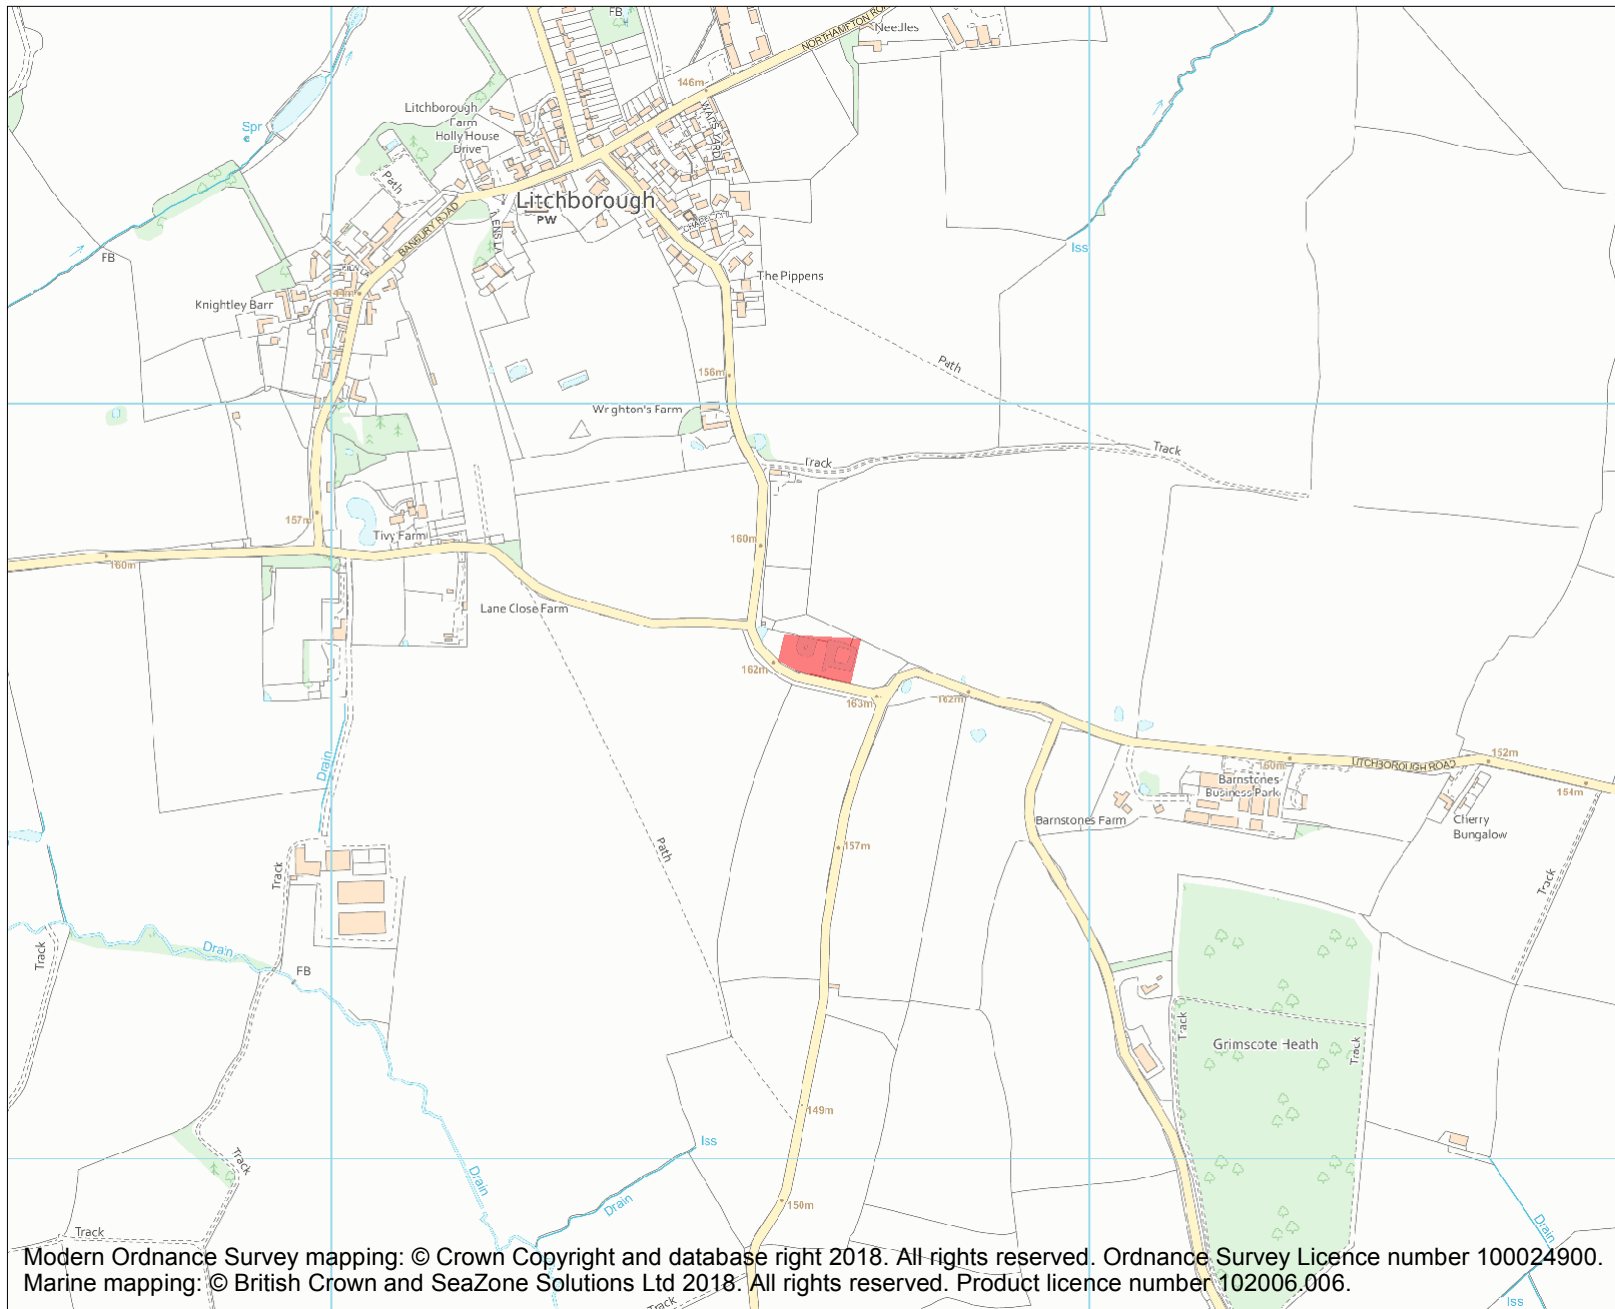 FB
Needles
NORTHAMPTON
146m
Litchborough
Farm
Holly House
Drive
Spr
Path
Litchborough
PW
BANBURY ROAD
FB
Iss
The Pippens
Knightley Barr
Path
156m
Wrighton's Farm
Track
Track
157m
Tivy Farm
160m
160m
Lane Close Farm
162m
163m
162m
Drain
152m
LITCHBOROUGH ROAD
160m
Barnstones
Business Park
154m
Barnstones Farm
Cherry
Bungalow
157m
Path
Track
Track
Track
Drain
FB
Track
Grimscote Heath
Track
149m
Iss
Track
Drain
Drain
150m
Drain
Track
Modern Ordnance Survey mapping: © Crown Copyright and database right 2018. All rights reserved. Ordnance Survey Licence number 100024900.
Marine mapping: © British Crown and SeaZone Solutions Ltd 2018. All rights reserved. Product licence number 102006.006.
Track
Iss